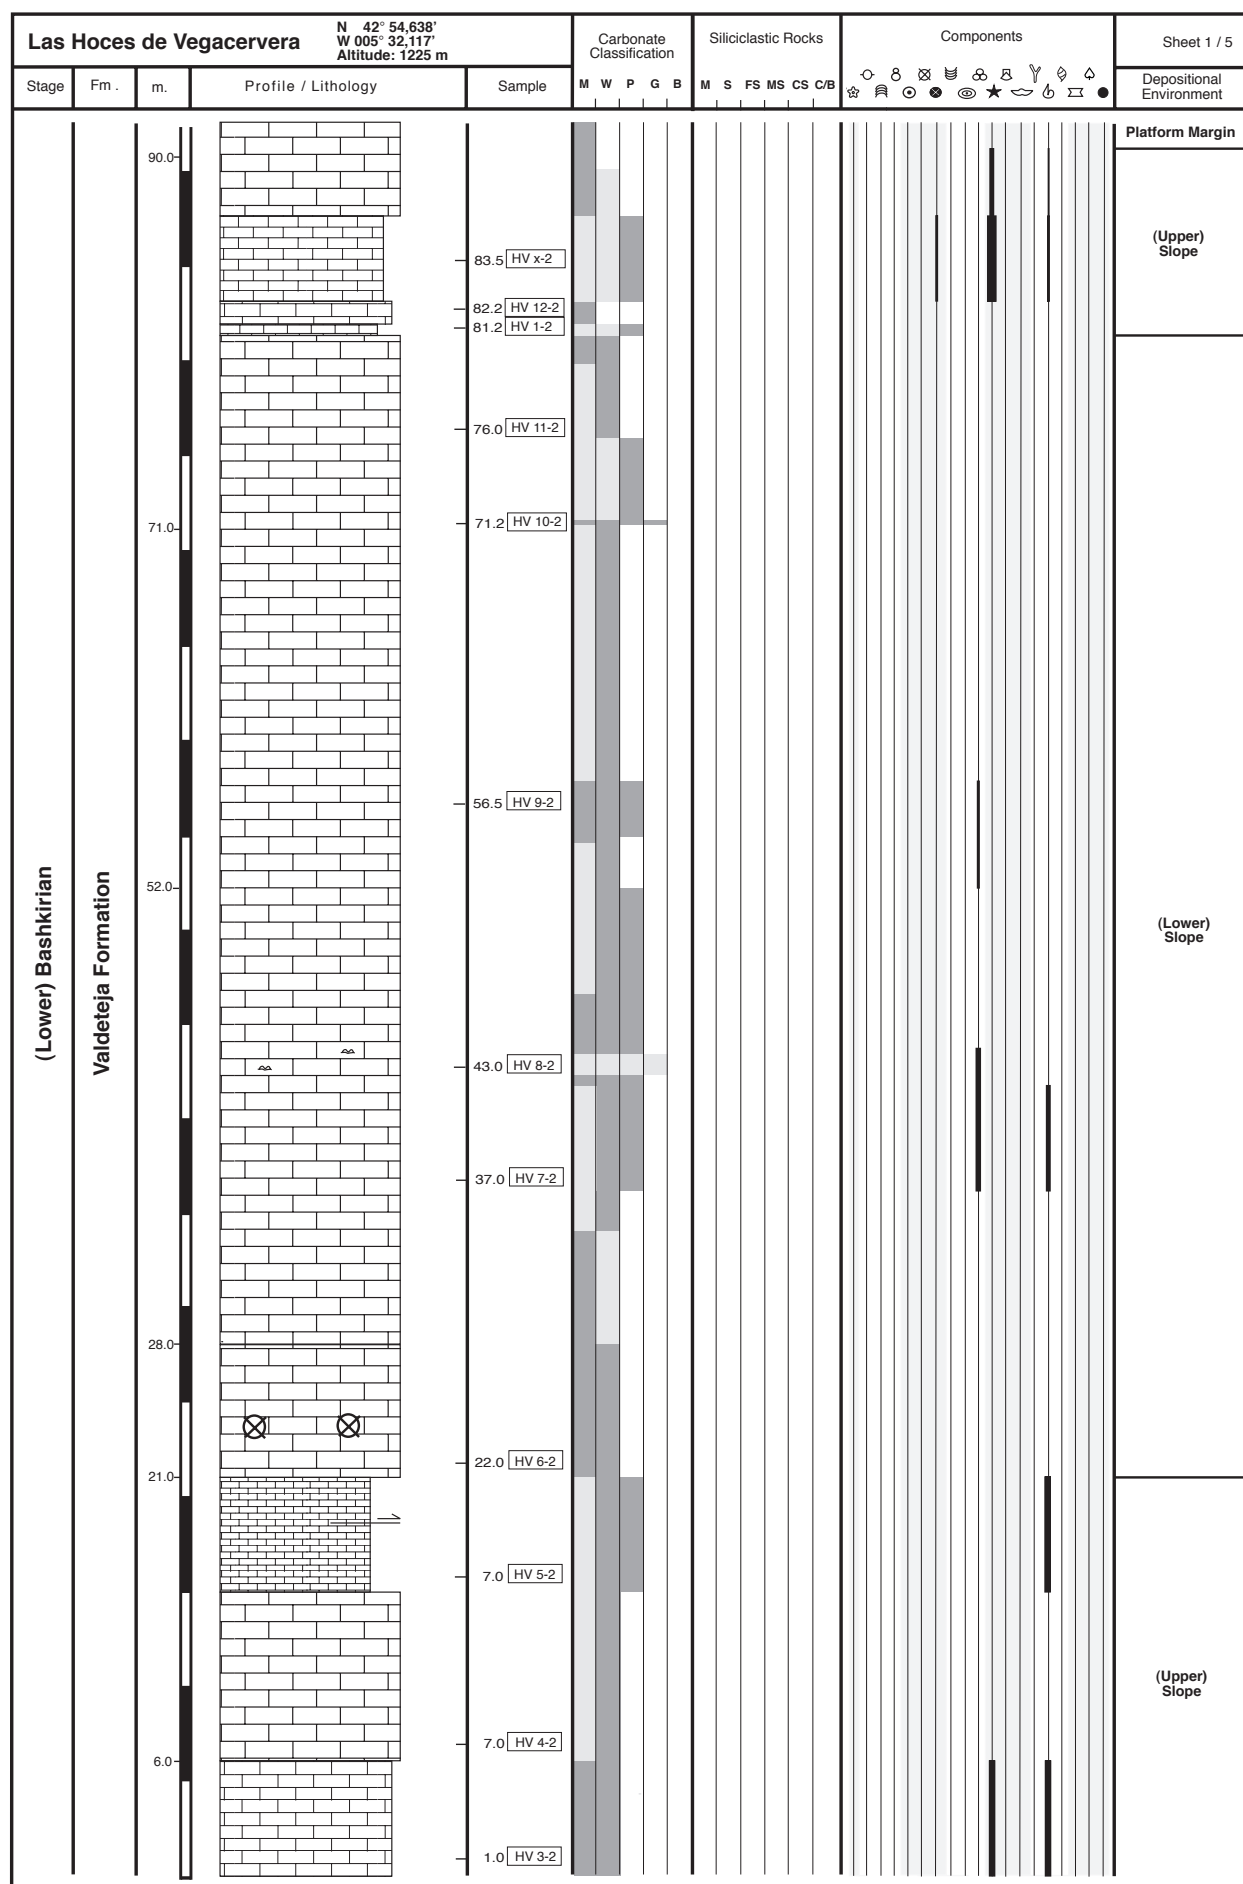 Las Hoces de Vegacervera
N 42° 54,638’
W 005° 32,117’
Altitude: 1225 m
Carbonate
Classification
Siliciclastic Rocks
Components
Sheet 1 / 5
Stage
Fm .
m.
Profile / Lithology
Sample
M W P G B
M S FS MS CS C/B
Depositional
Environment
Platform Margin
90.0
(Upper)
Slope
83.5 HV x-2
82.2 HV 12-2
81.2 HV 1-2
76.0 HV 11-2
71.0
71.2 HV 10-2
56.5 HV 9-2
52.0
(Lower) Bashkirian
Valdeteja Formation
(Lower)
Slope
43.0 HV 8-2
37.0 HV 7-2
28.0
22.0 HV 6-2
21.0
7.0 HV 5-2
(Upper)
Slope
7.0 HV 4-2
6.0
1.0 HV 3-2